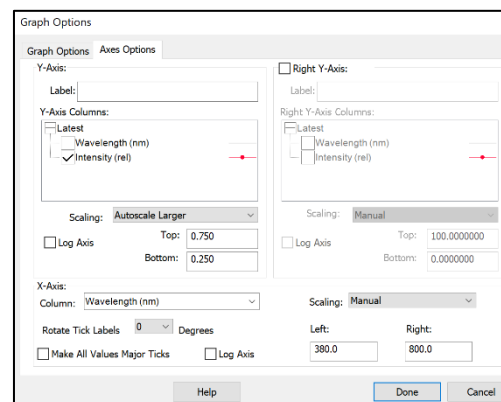 Graph Options
Graph Options Axes Options
Y-Axis: Right Y-Axis:
Label: Label:
Y-Axis Columns: Right Y-Axis Columns:
Latest Latest
Wavelength (nm) Wavelength (nm)
Intensity (rel) Intensity (rel)
Scaling: Autoscale Larger Scaling: Manual
Log Axis Top: 0.750 Log Axis Top: 100.0000000
Bottom: 0.250 Bottom: 0.0000000
X-Axis:
Column: Wavelength (nm) Scaling: Manual
Rotate Tick Labels 0 Degrees Left: Right:
Make All Values Major Ticks Log Axis 380.0 800.0
Help Done Cancel